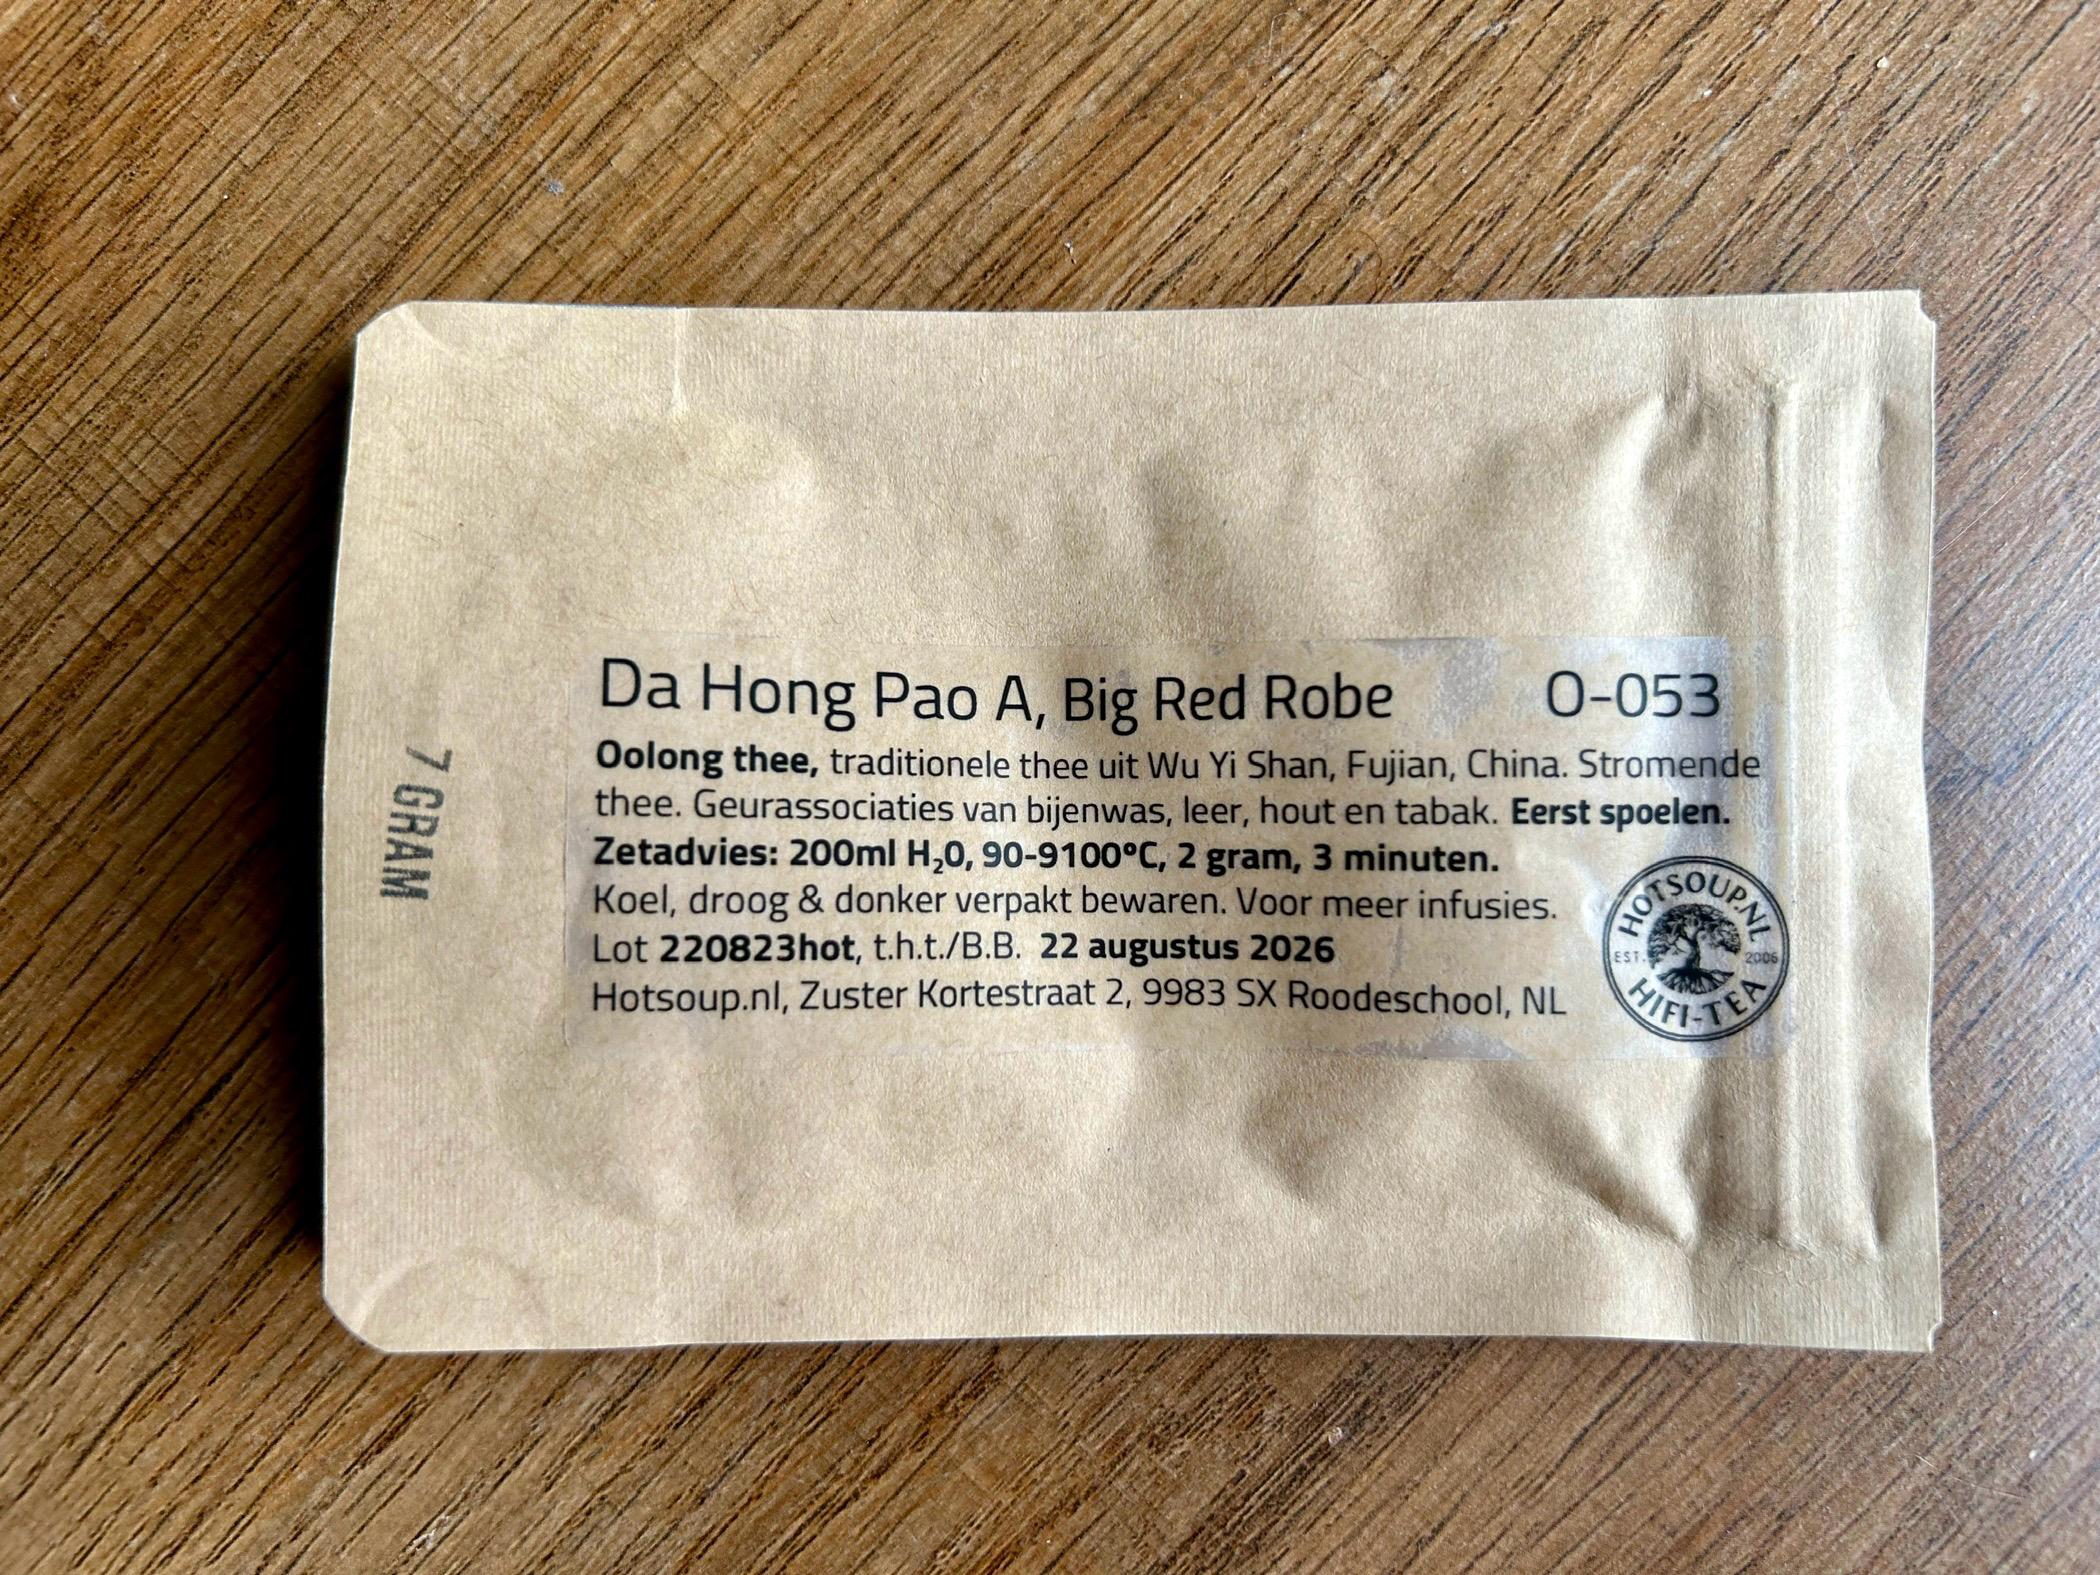 Da Hong Pao A, Big Red Robe O-053
Oolong thee, traditionele thee uit Wu Yi Shan, Fujian, China. Stromende
thee. Geurassociaties van bijenwas, leer, hout en tabak. Eerst spoelen.
Zetadvies: 200ml H₂0, 90-9100°C, 2 gram, 3 minuten.
Koel, droog & donker verpakt bewaren. Voor meer infusies.
Lot 220823hot, t.h.t./B.B. 22 augustus 2026
Hotsoup.nl, Zuster Kortestraat 2, 9983 SX Roodeschool, NL
HOTSOUP.NL
EST. 2006
HIFI-TEA
7 GRAM